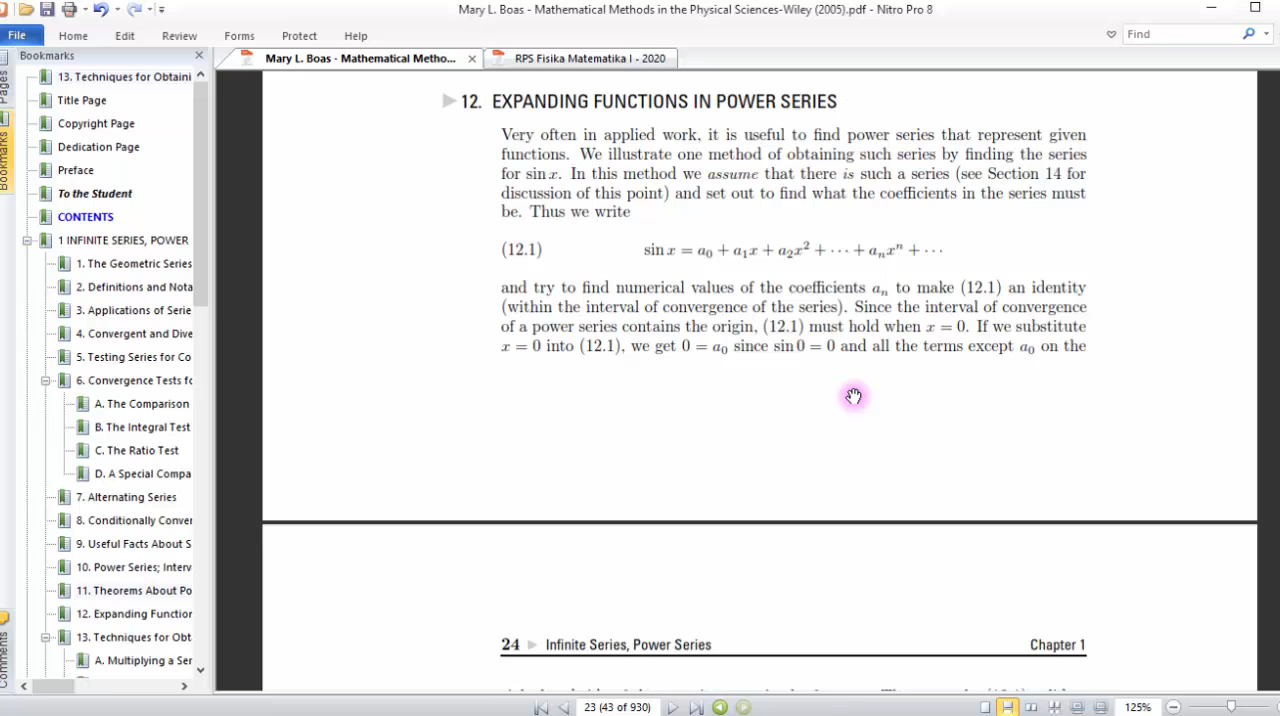 Mary L. Boas - Mathematical Methods in the Physical Sciences-Wiley (2005).pdf - Nitro Pro 8
File Home Edit Review Forms Protect Help Find
Bookmarks
Mary L. Boas - Mathematical Metho...
RPS Fisika Matematika I - 2020
Pages
Bookmarks
Comments
13. Techniques for Obtaini
Title Page
Copyright Page
Dedication Page
Preface
To the Student
CONTENTS
1 INFINITE SERIES, POWER
1. The Geometric Series
2. Definitions and Nota
3. Applications of Serie
4. Convergent and Dive
5. Testing Series for Co
6. Convergence Tests fo
A. The Comparison
B. The Integral Test
C. The Ratio Test
D. A Special Compa
7. Alternating Series
8. Conditionally Conver
9. Useful Facts About S
10. Power Series; Interv
11. Theorems About Po
12. Expanding Function
13. Techniques for Obt
A. Multiplying a Ser
12. EXPANDING FUNCTIONS IN POWER SERIES
Very often in applied work, it is useful to find power series that represent given
functions. We illustrate one method of obtaining such series by finding the series
for sin x. In this method we assume that there is such a series (see Section 14 for
discussion of this point) and set out to find what the coefficients in the series must
be. Thus we write
(12.1) sin x = a₀ + a₁x + a₂x² + ··· + aₙxⁿ + ···
and try to find numerical values of the coefficients aₙ to make (12.1) an identity
(within the interval of convergence of the series). Since the interval of convergence
of a power series contains the origin, (12.1) must hold when x = 0. If we substitute
x = 0 into (12.1), we get 0 = a₀ since sin 0 = 0 and all the terms except a₀ on the
24 Infinite Series, Power Series Chapter 1
23 (43 of 930)
125%